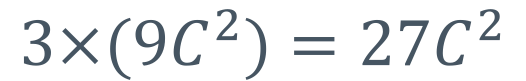 3×(9C²) = 27C²